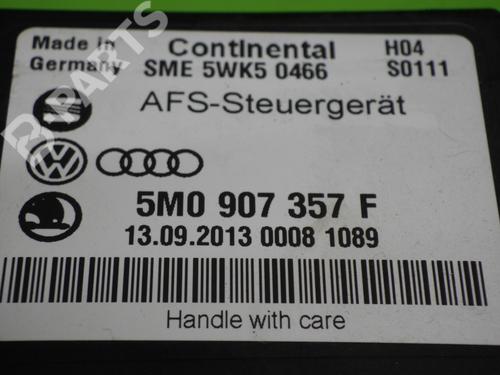 Made in Continental H04
Germany SME 5WK5 0466 S0111
AFS-Steuergerät
5M0 907 357 F
13.09.2013 0008 1089
Handle with care
B-PARTS